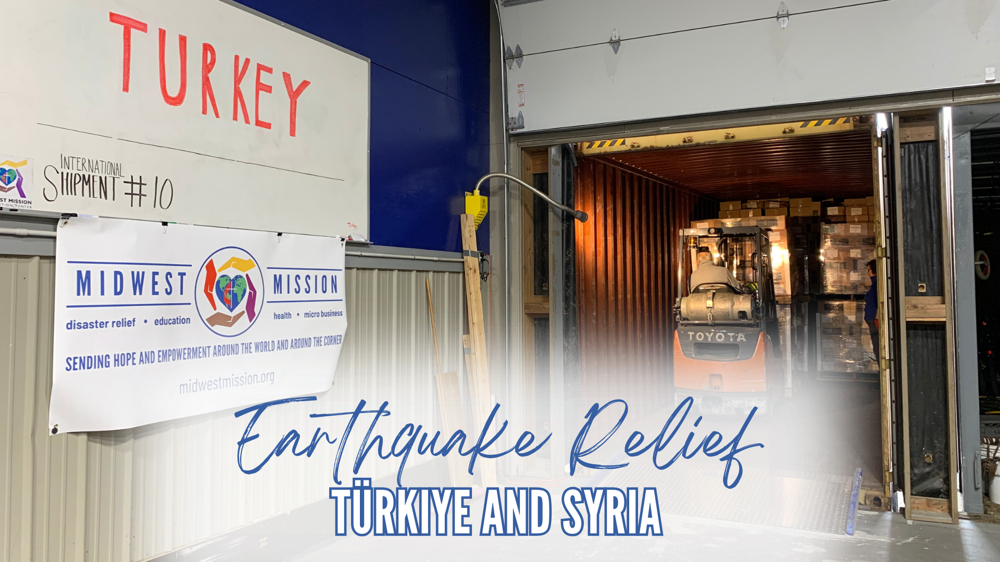 TURKEY
INTERNATIONAL
SHIPMENT #10
ST MISSION
TION CENTER
MIDWEST MISSION
disaster relief • education
health • micro business
SENDING HOPE AND EMPOWERMENT AROUND THE WORLD AND AROUND THE CORNER
midwestmission.org
TOYOTA
Earthquake Relief
TÜRKIYE AND SYRIA